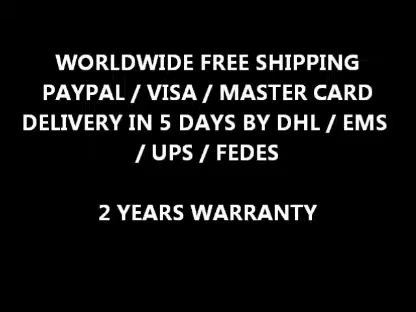 WORLDWIDE FREE SHIPPING
PAYPAL / VISA / MASTER CARD
DELIVERY IN 5 DAYS BY DHL / EMS
/ UPS / FEDES
2 YEARS WARRANTY